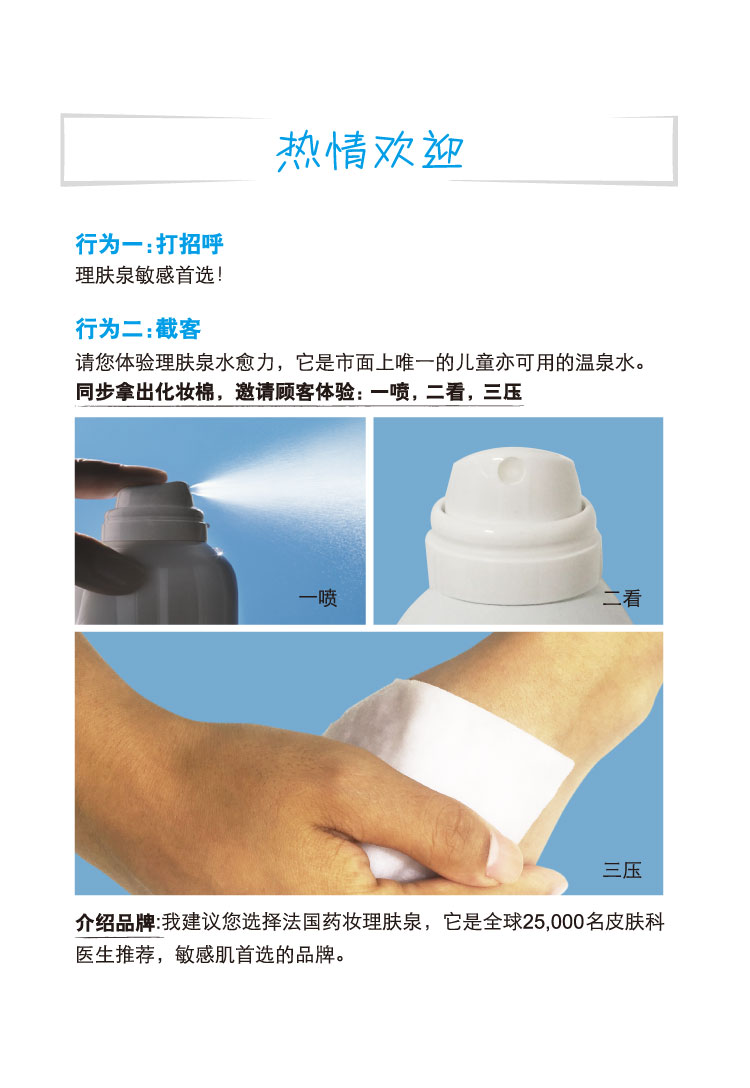 热情欢迎
行为一:打招呼
理肤泉敏感首选！
行为二:截客
请您体验理肤泉水愈力，它是市面上唯一的儿童亦可用的温泉水。
同步拿出化妆棉，邀请顾客体验：一喷，二看，三压
一喷
二看
三压
介绍品牌:我建议您选择法国药妆理肤泉，它是全球25,000名皮肤科
医生推荐，敏感肌首选的品牌。